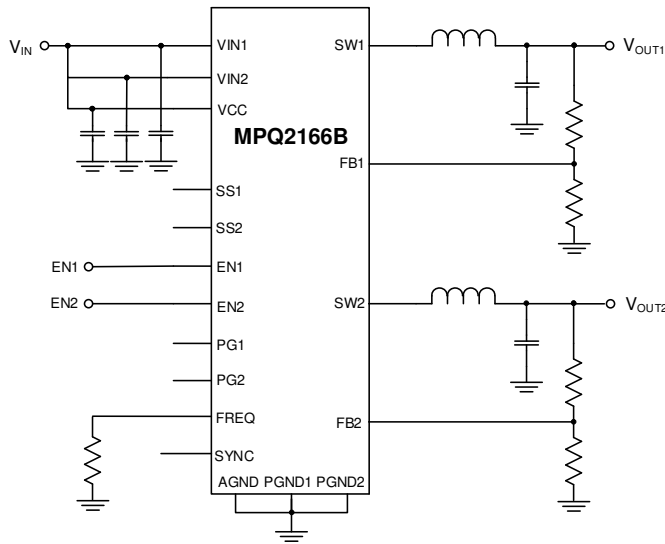 VIN
VIN1
VIN2
VCC
MPQ2166B
SW1
VOUT1
FB1
SS1
SS2
EN1
EN1
EN2
EN2
SW2
VOUT2
PG1
PG2
FREQ
FB2
SYNC
AGND PGND1 PGND2